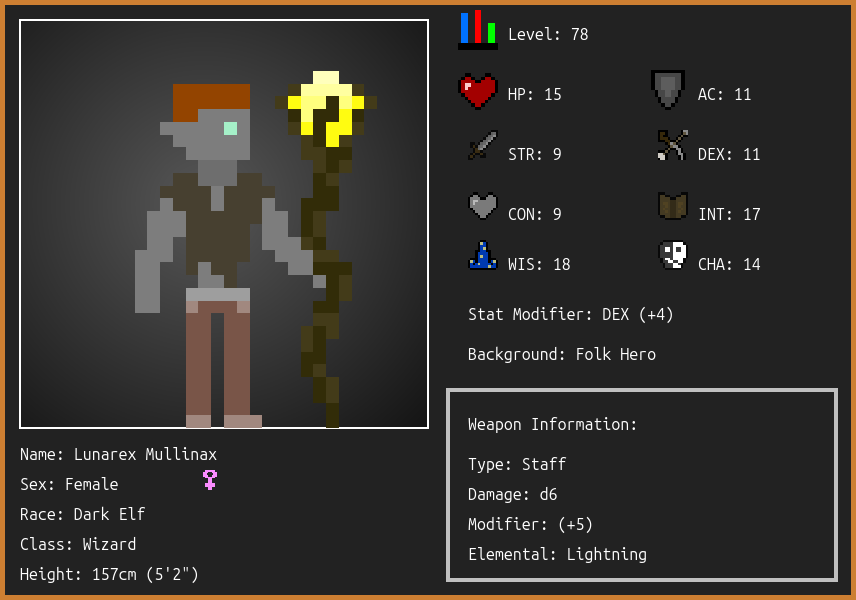 Level: 78
HP: 15
AC: 11
STR: 9
DEX: 11
CON: 9
INT: 17
WIS: 18
CHA: 14
Stat Modifier: DEX (+4)
Background: Folk Hero
Weapon Information:
Type: Staff
Damage: d6
Modifier: (+5)
Elemental: Lightning
Name: Lunarex Mullinax
Sex: Female
Race: Dark Elf
Class: Wizard
Height: 157cm (5'2")